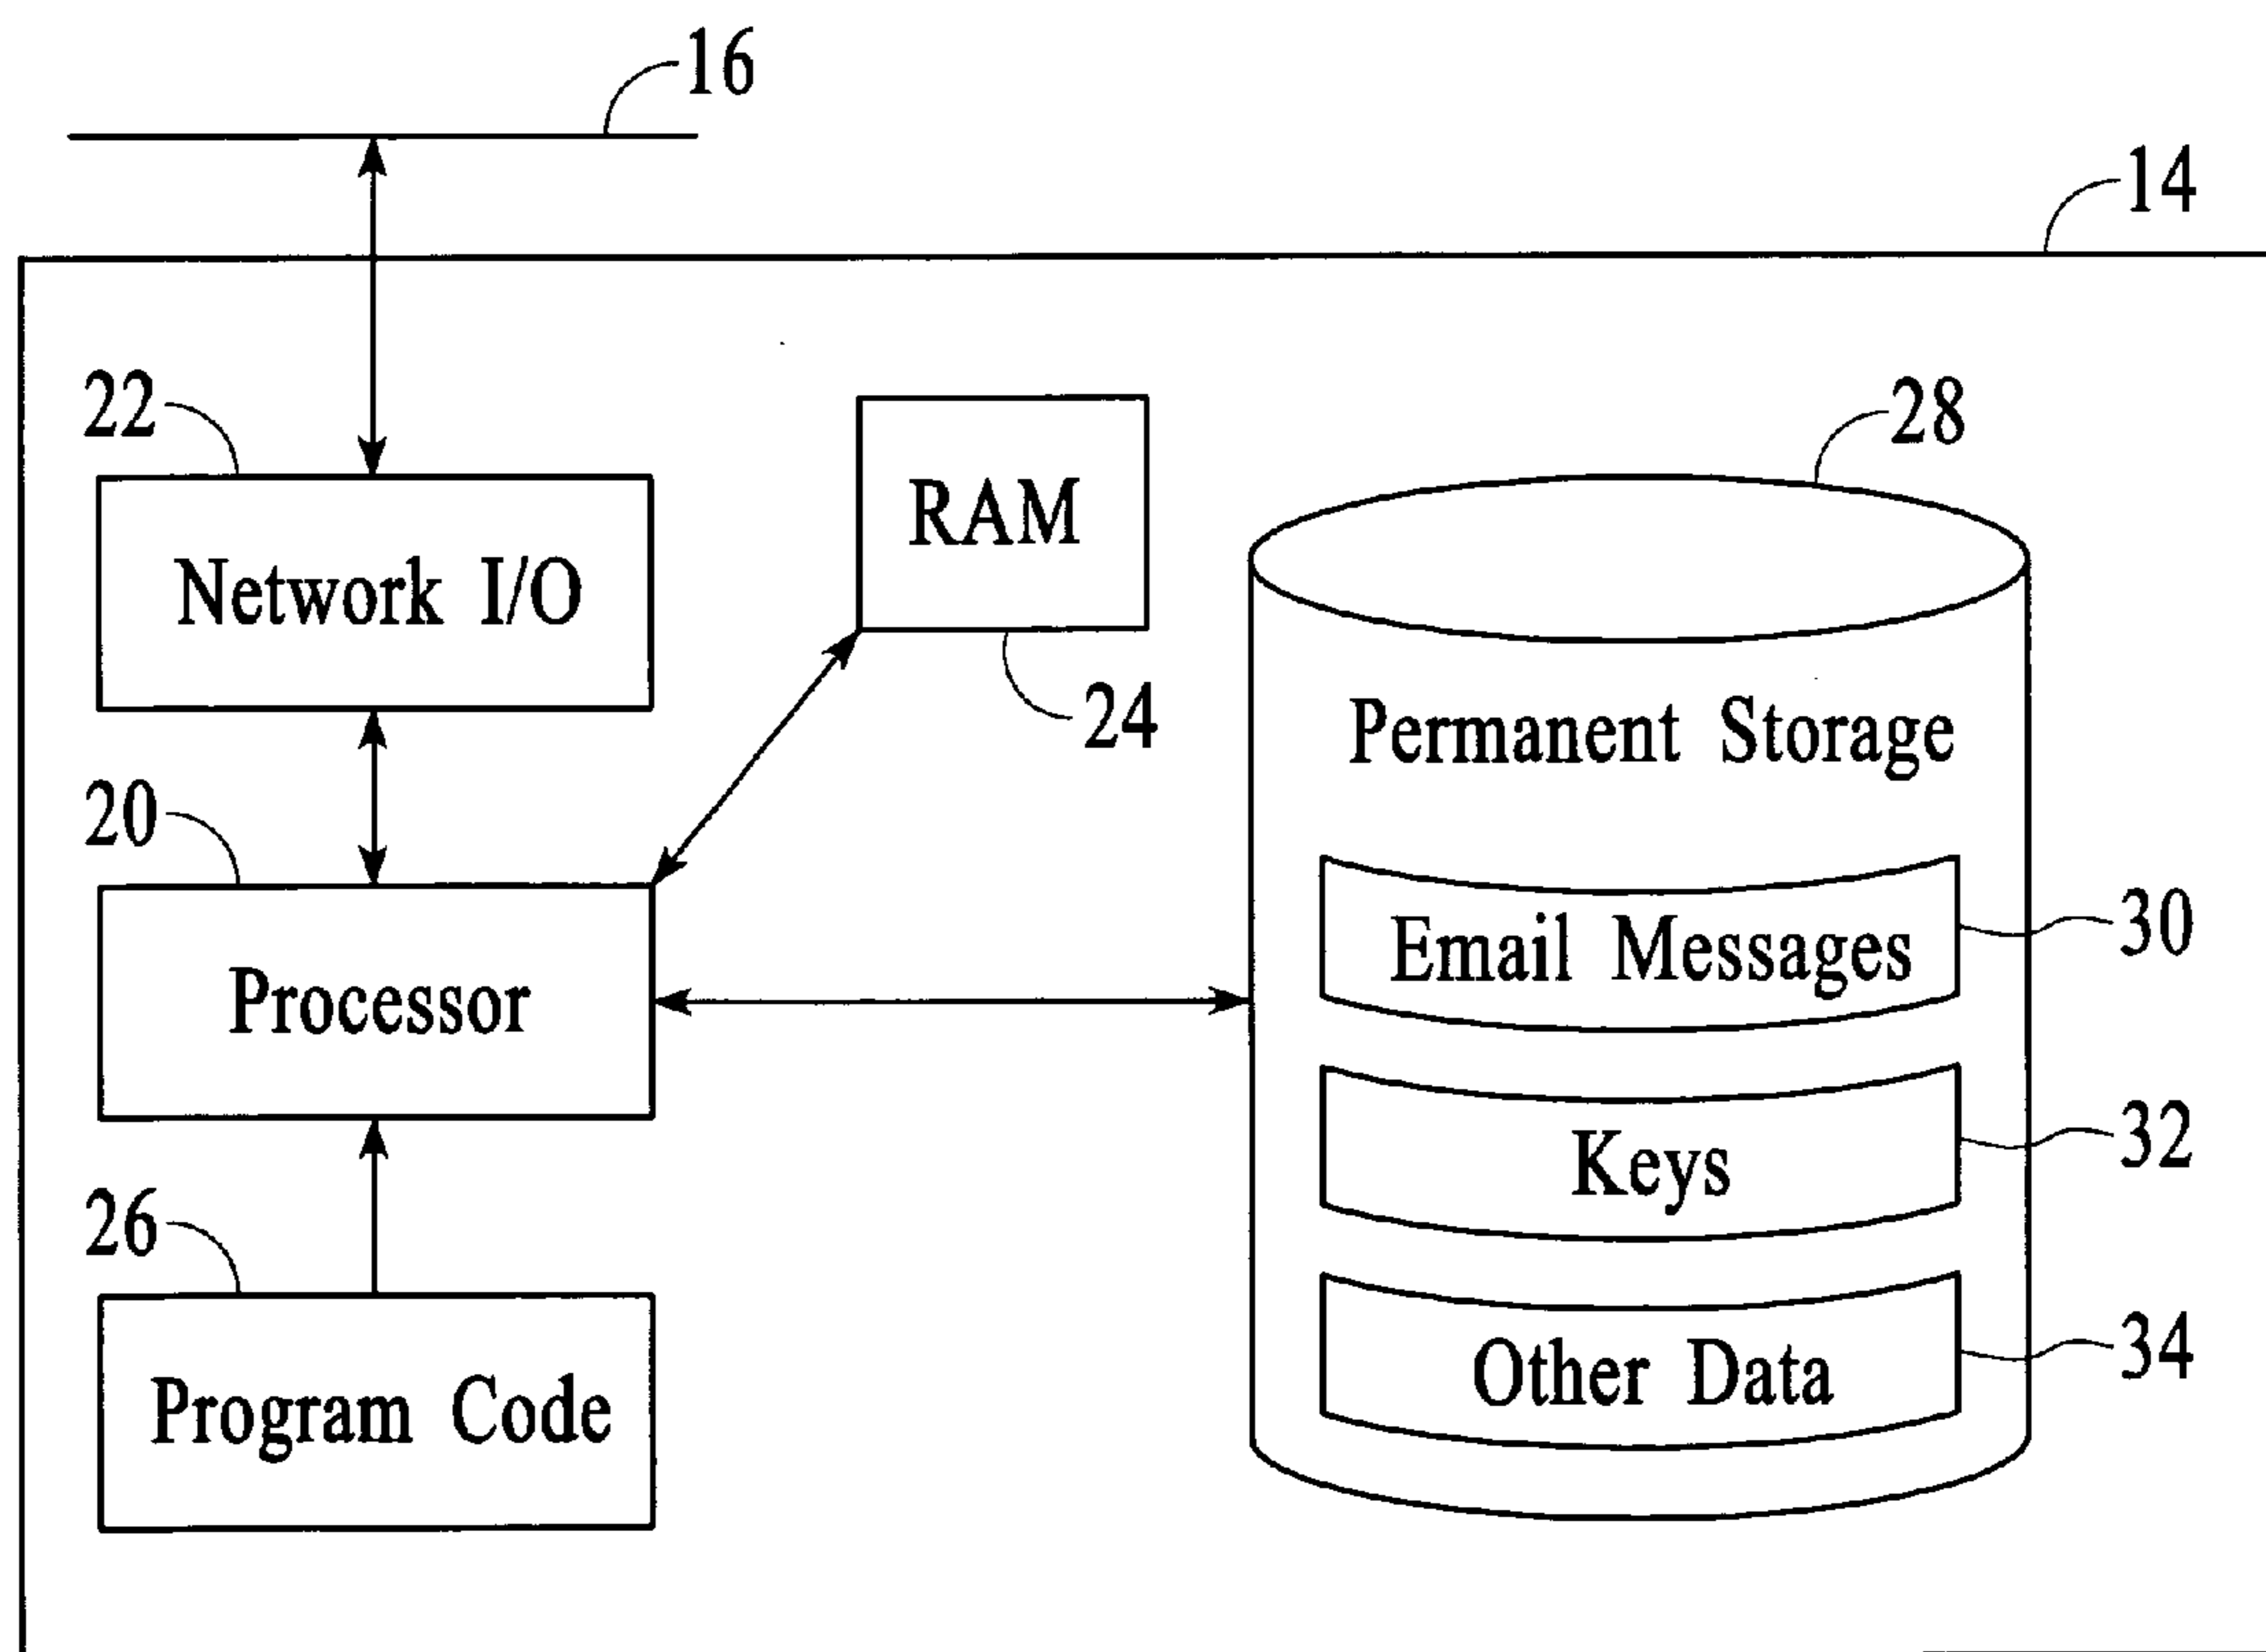 16
14
22
Network I/O
RAM
24
28
Permanent Storage
20
Processor
Email Messages
30
Keys
32
26
Program Code
Other Data
34